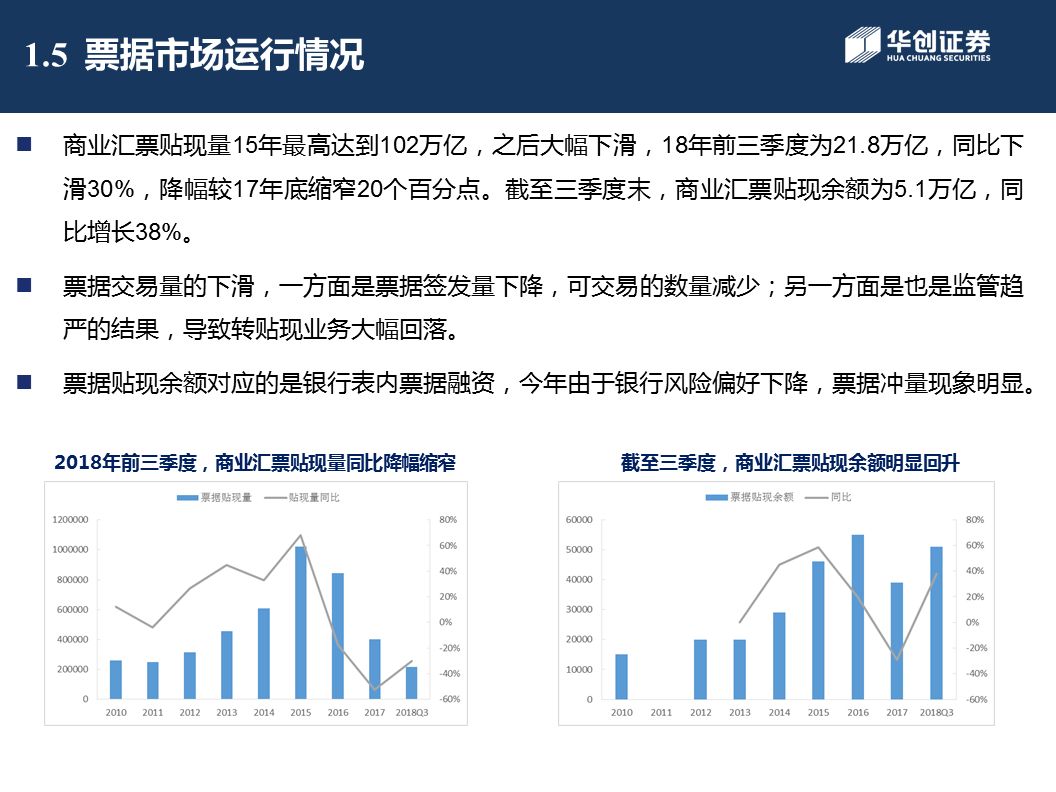 1.5 票据市场运行情况
华创证券
HUA CHUANG SECURITIES
商业汇票贴现量15年最高达到102万亿，之后大幅下滑，18年前三季度为21.8万亿，同比下
滑30%，降幅较17年底缩窄20个百分点。截至三季度末，商业汇票贴现余额为5.1万亿，同
比增长38%。
票据交易量的下滑，一方面是票据签发量下降，可交易的数量减少；另一方面是也是监管趋
严的结果，导致转贴现业务大幅回落。
票据贴现余额对应的是银行表内票据融资，今年由于银行风险偏好下降，票据冲量现象明显。
2018年前三季度，商业汇票贴现量同比降幅缩窄
票据贴现量 贴现量同比
1200000 80%
1000000 60%
800000 40%
600000 20%
400000 0%
200000 -20%
0 -40%
-60%
2010 2011 2012 2013 2014 2015 2016 2017 2018Q3
截至三季度，商业汇票贴现余额明显回升
票据贴现余额 同比
60000 80%
50000 60%
40000 40%
30000 20%
20000 0%
10000 -20%
0 -40%
-60%
2010 2011 2012 2013 2014 2015 2016 2017 2018Q3